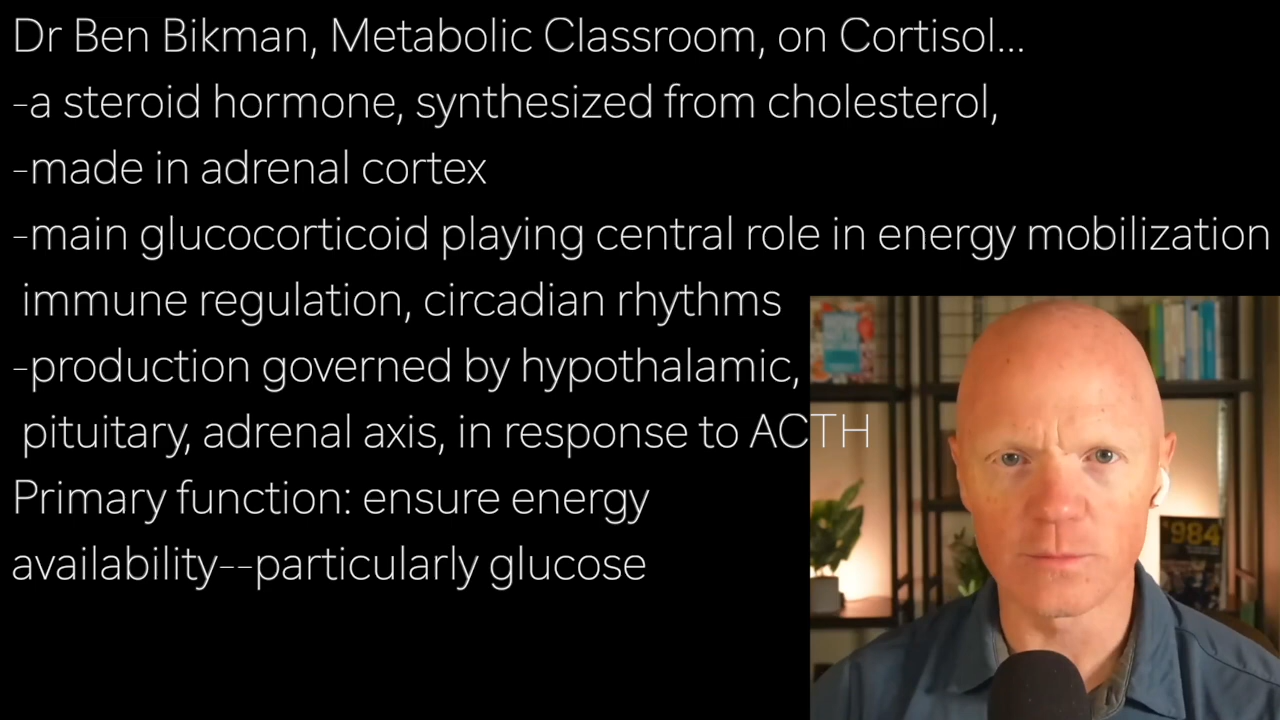 Dr Ben Bikman, Metabolic Classroom, on Cortisol...
-a steroid hormone, synthesized from cholesterol,
-made in adrenal cortex
-main glucocorticoid playing central role in energy mobilization
immune regulation, circadian rhythms
-production governed by hypothalamic,
pituitary, adrenal axis, in response to ACTH
Primary function: ensure energy
availability--particularly glucose
984